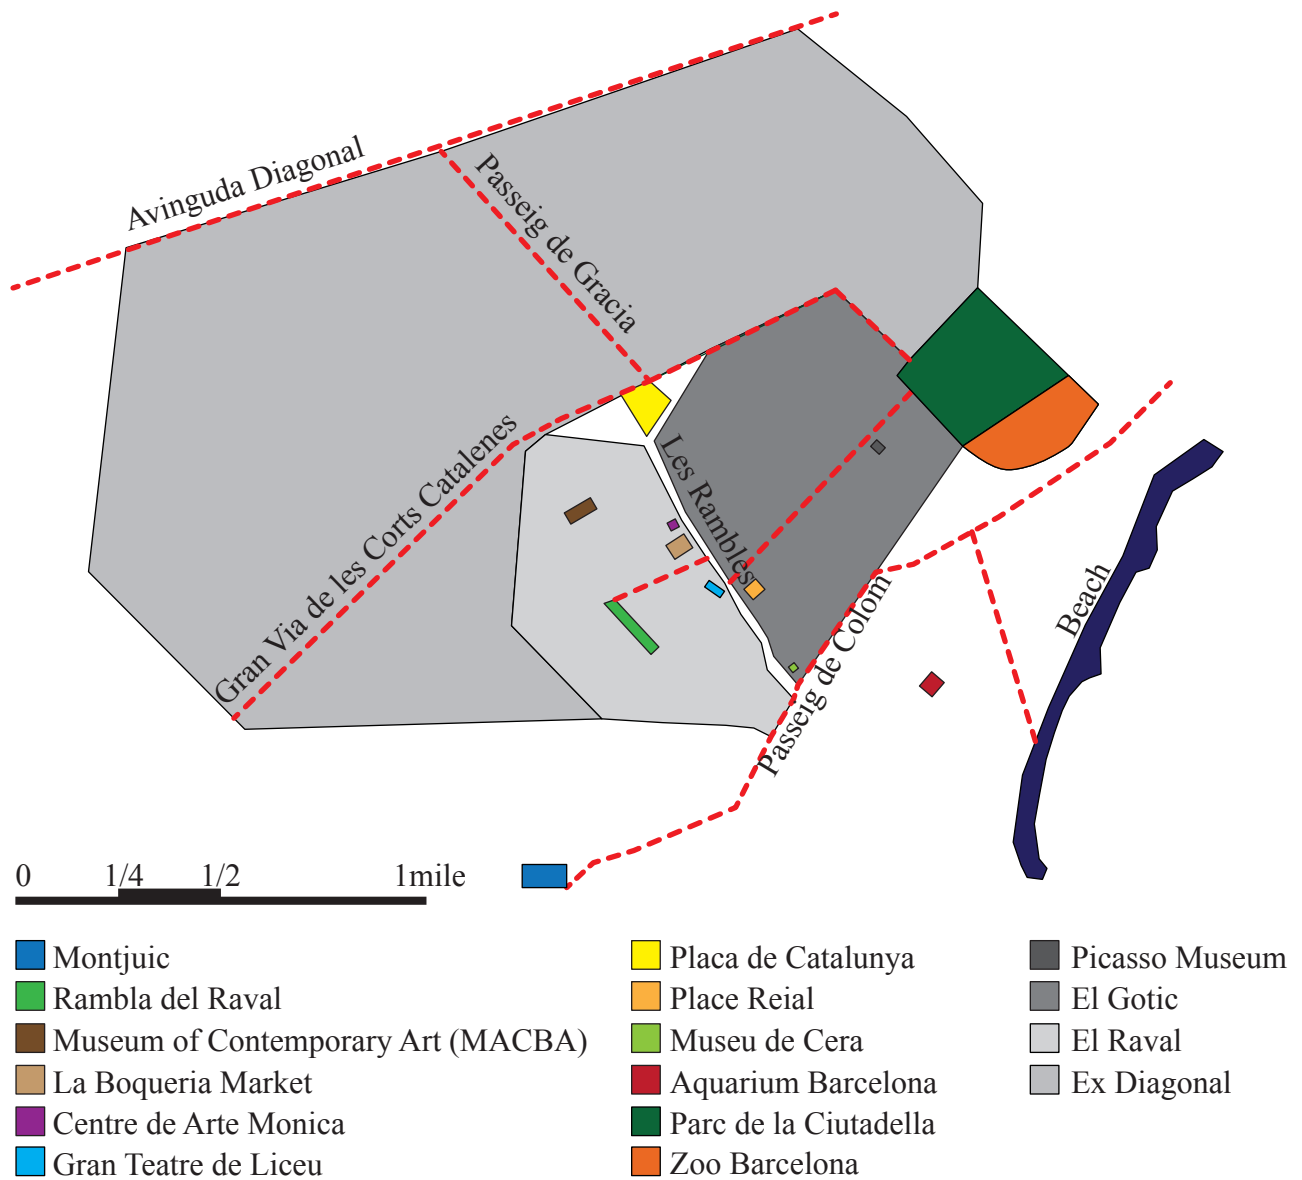 Avinguda Diagonal
Passeig de Gracia
Gran Via de les Corts Catalenes
Les Rambles
Passeig de Colom
Beach
0 1/4 1/2 1mile
Montjuic
Rambla del Raval
Museum of Contemporary Art (MACBA)
La Boqueria Market
Centre de Arte Monica
Gran Teatre de Liceu
Placa de Catalunya
Place Reial
Museu de Cera
Aquarium Barcelona
Parc de la Ciutadella
Zoo Barcelona
Picasso Museum
El Gotic
El Raval
Ex Diagonal